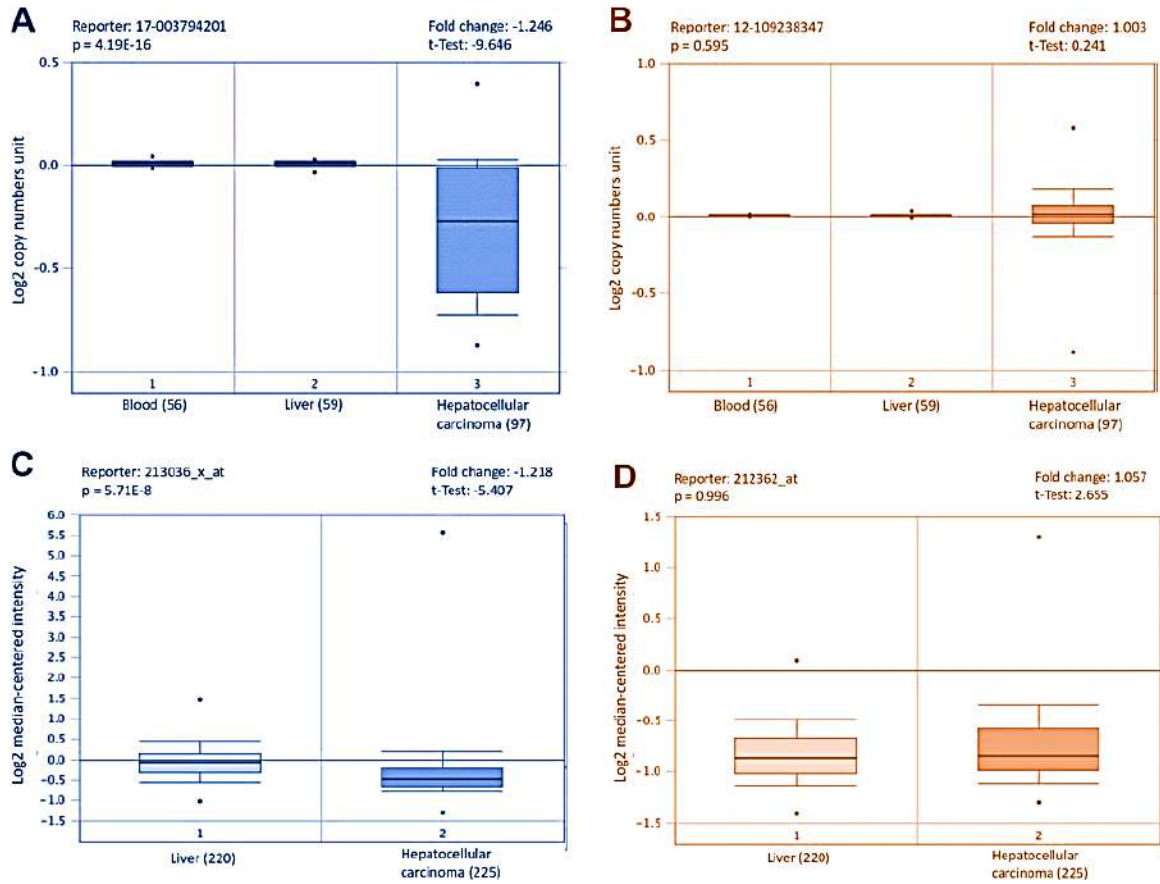 A
Reporter: 17-003794201
p = 4.19E-16
Fold change: -1.246
t-Test: -9.646
Log2 copy numbers unit
0.5
0.0
-0.5
-1.0
1
2
3
Blood (56)
Liver (59)
Hepatocellular
carcinoma (97)
B
Reporter: 12-109238347
p = 0.595
Fold change: 1.003
t-Test: 0.241
Log2 copy numbers unit
1.0
0.5
0.0
-0.5
-1.0
1
2
3
Blood (56)
Liver (59)
Hepatocellular
carcinoma (97)
C
Reporter: 213036_x_at
p = 5.71E-8
Fold change: -1.218
t-Test: -5.407
Log2 median-centered intensity
6.0
5.5
5.0
4.5
4.0
3.5
3.0
2.5
2.0
1.5
1.0
0.5
0.0
-0.5
-1.0
-1.5
1
2
Liver (220)
Hepatocellular
carcinoma (225)
D
Reporter: 212362_at
p = 0.996
Fold change: 1.057
t-Test: 2.655
Log2 median-centered intensity
1.5
1.0
0.5
0.0
-0.5
-1.0
-1.5
1
2
Liver (220)
Hepatocellular
carcinoma (225)